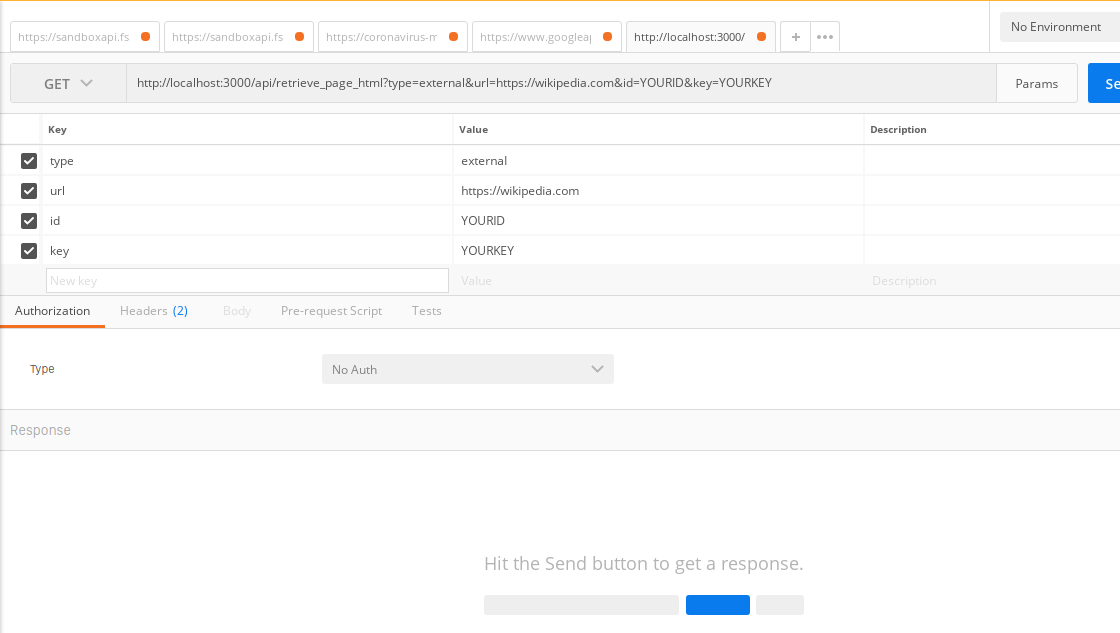 https://sandboxapi.fs https://sandboxapi.fs https://coronavirus-m https://www.googleap http://localhost:3000/ + ••• No Environment
GET http://localhost:3000/api/retrieve_page_html?type=external&url=https://wikipedia.com&id=YOURID&key=YOURKEY Params Se
Key Value Description
type external
url https://wikipedia.com
id YOURID
key YOURKEY
New key Value Description
Authorization Headers (2) Body Pre-request Script Tests
Type No Auth
Response
Hit the Send button to get a response.